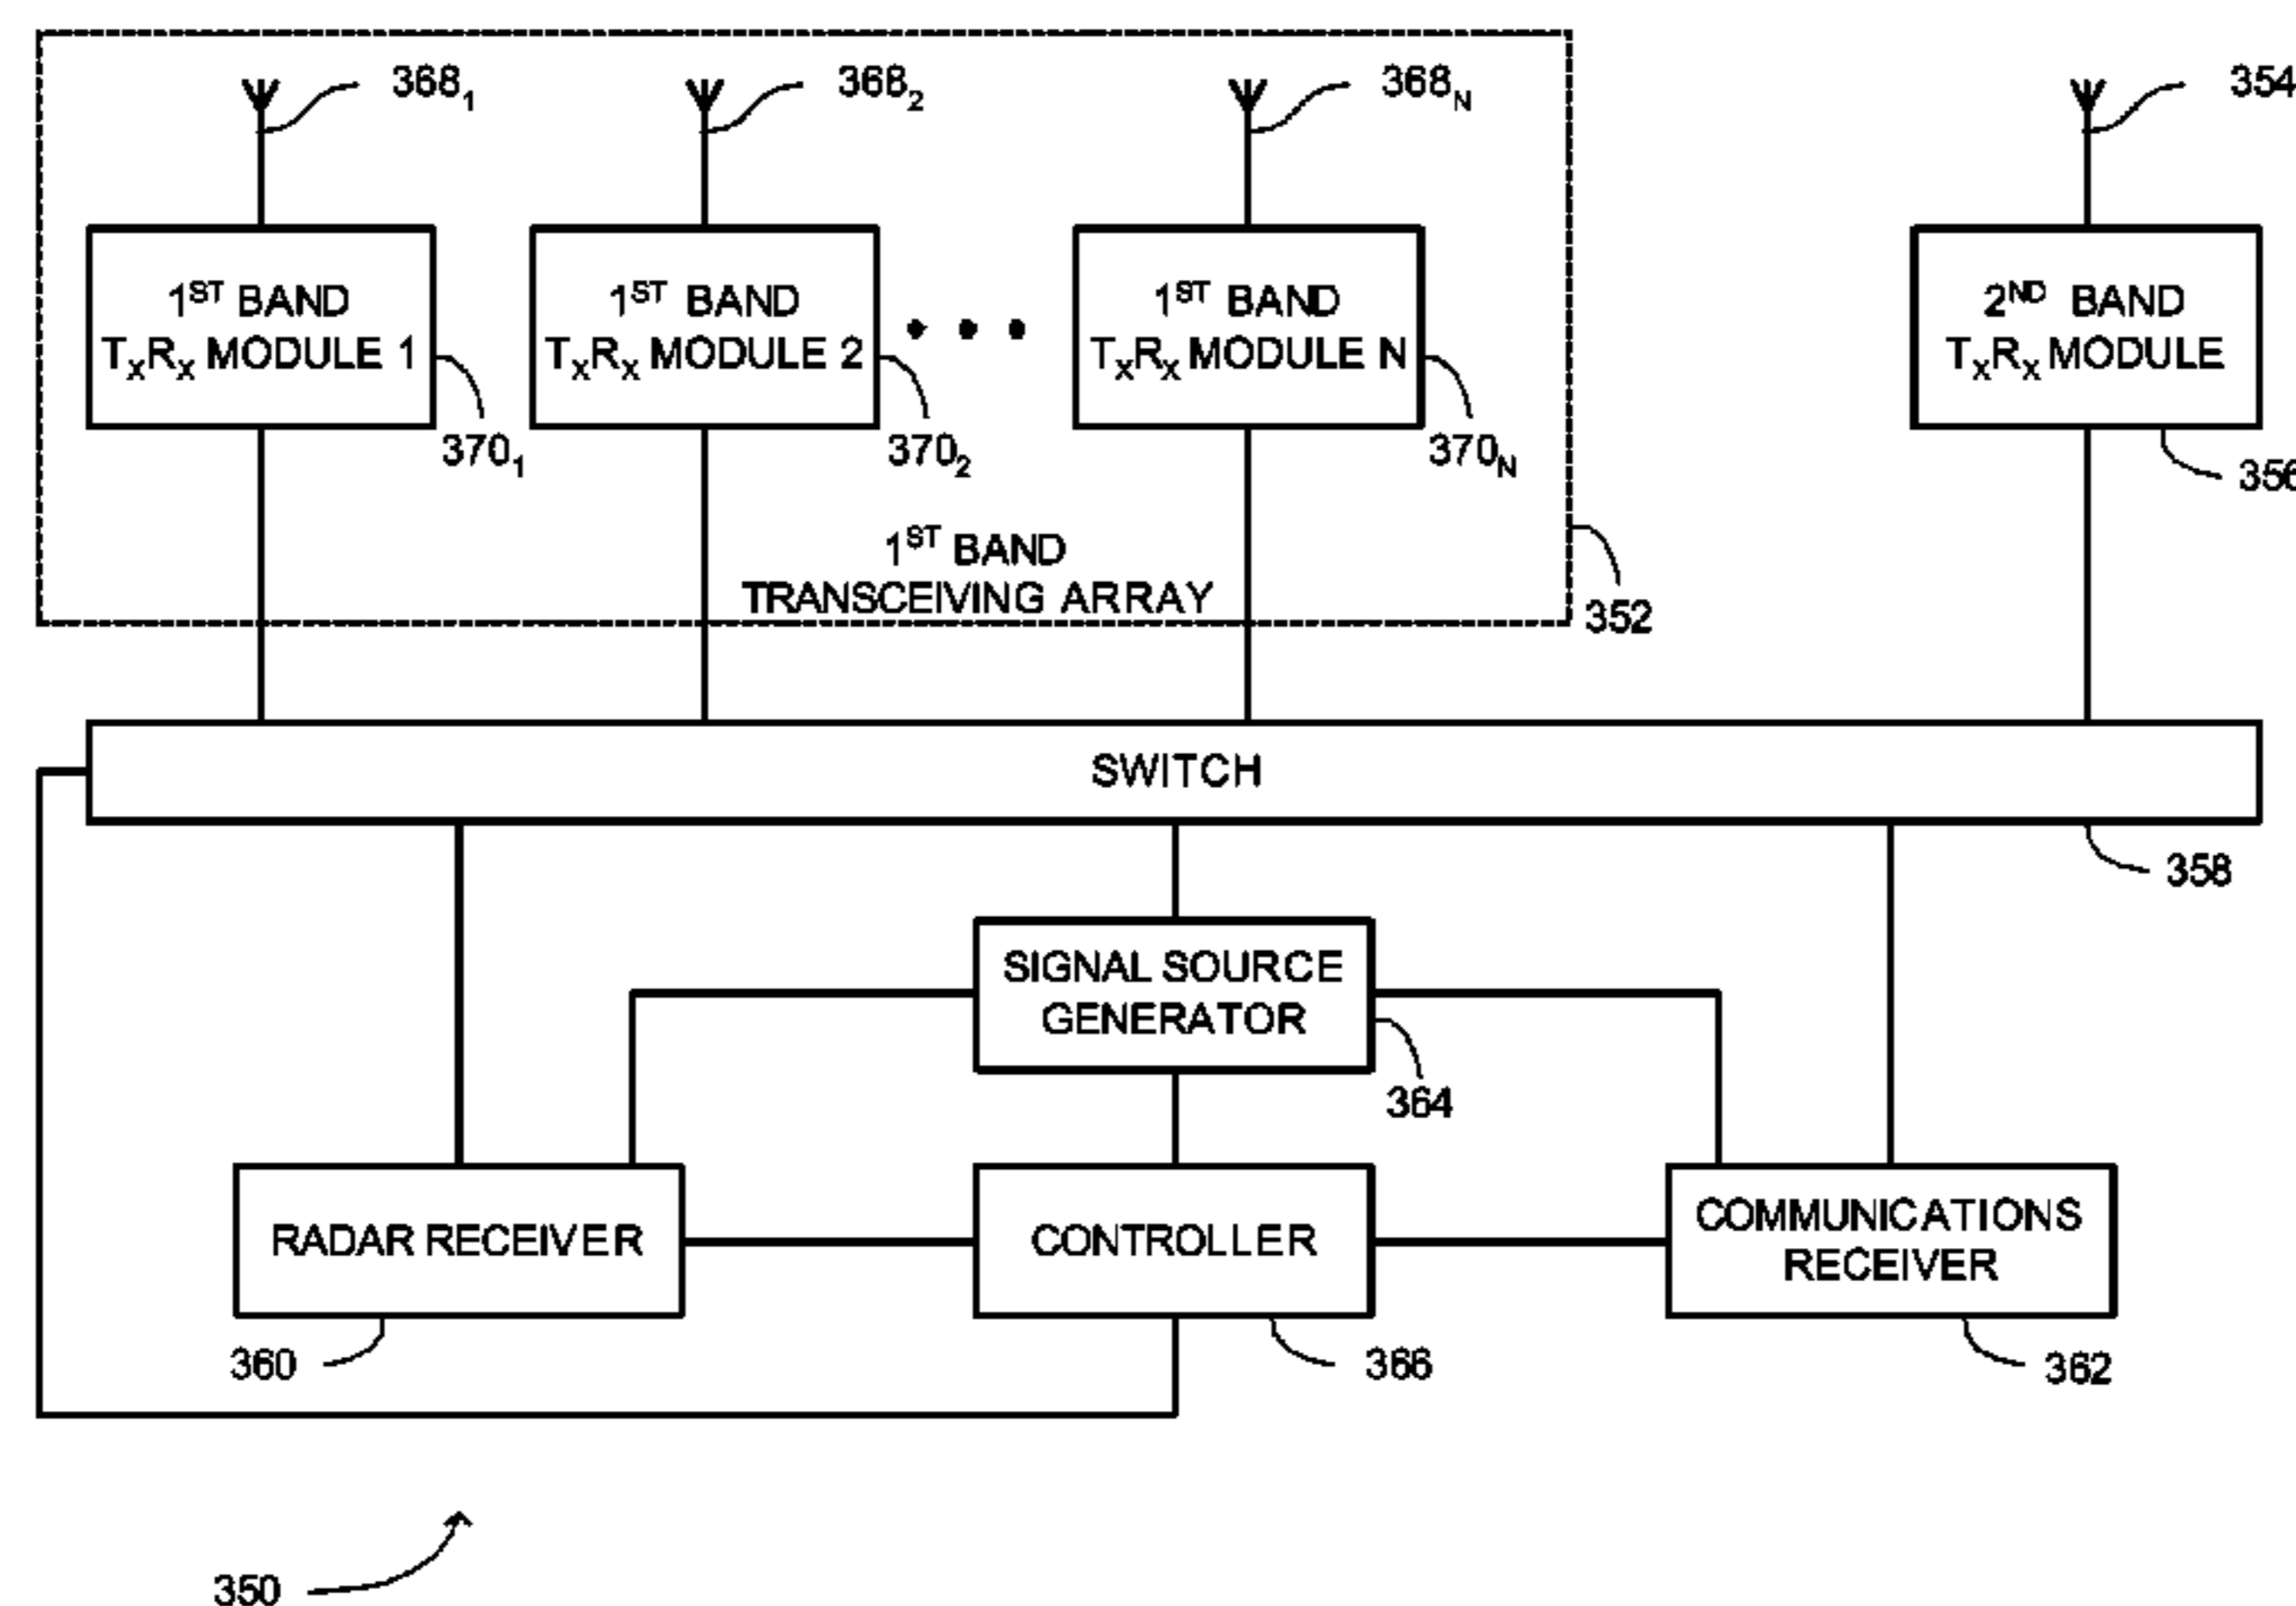 368₁
368₂
368N
354
1ST BAND
TxRx MODULE 1
1ST BAND
TxRx MODULE 2
• • •
1ST BAND
TxRx MODULE N
2ND BAND
TxRx MODULE
370₁
370₂
370N
356
1ST BAND
TRANSCEIVING ARRAY
352
SWITCH
358
SIGNAL SOURCE
GENERATOR
364
RADAR RECEIVER
CONTROLLER
COMMUNICATIONS
RECEIVER
360
366
362
350